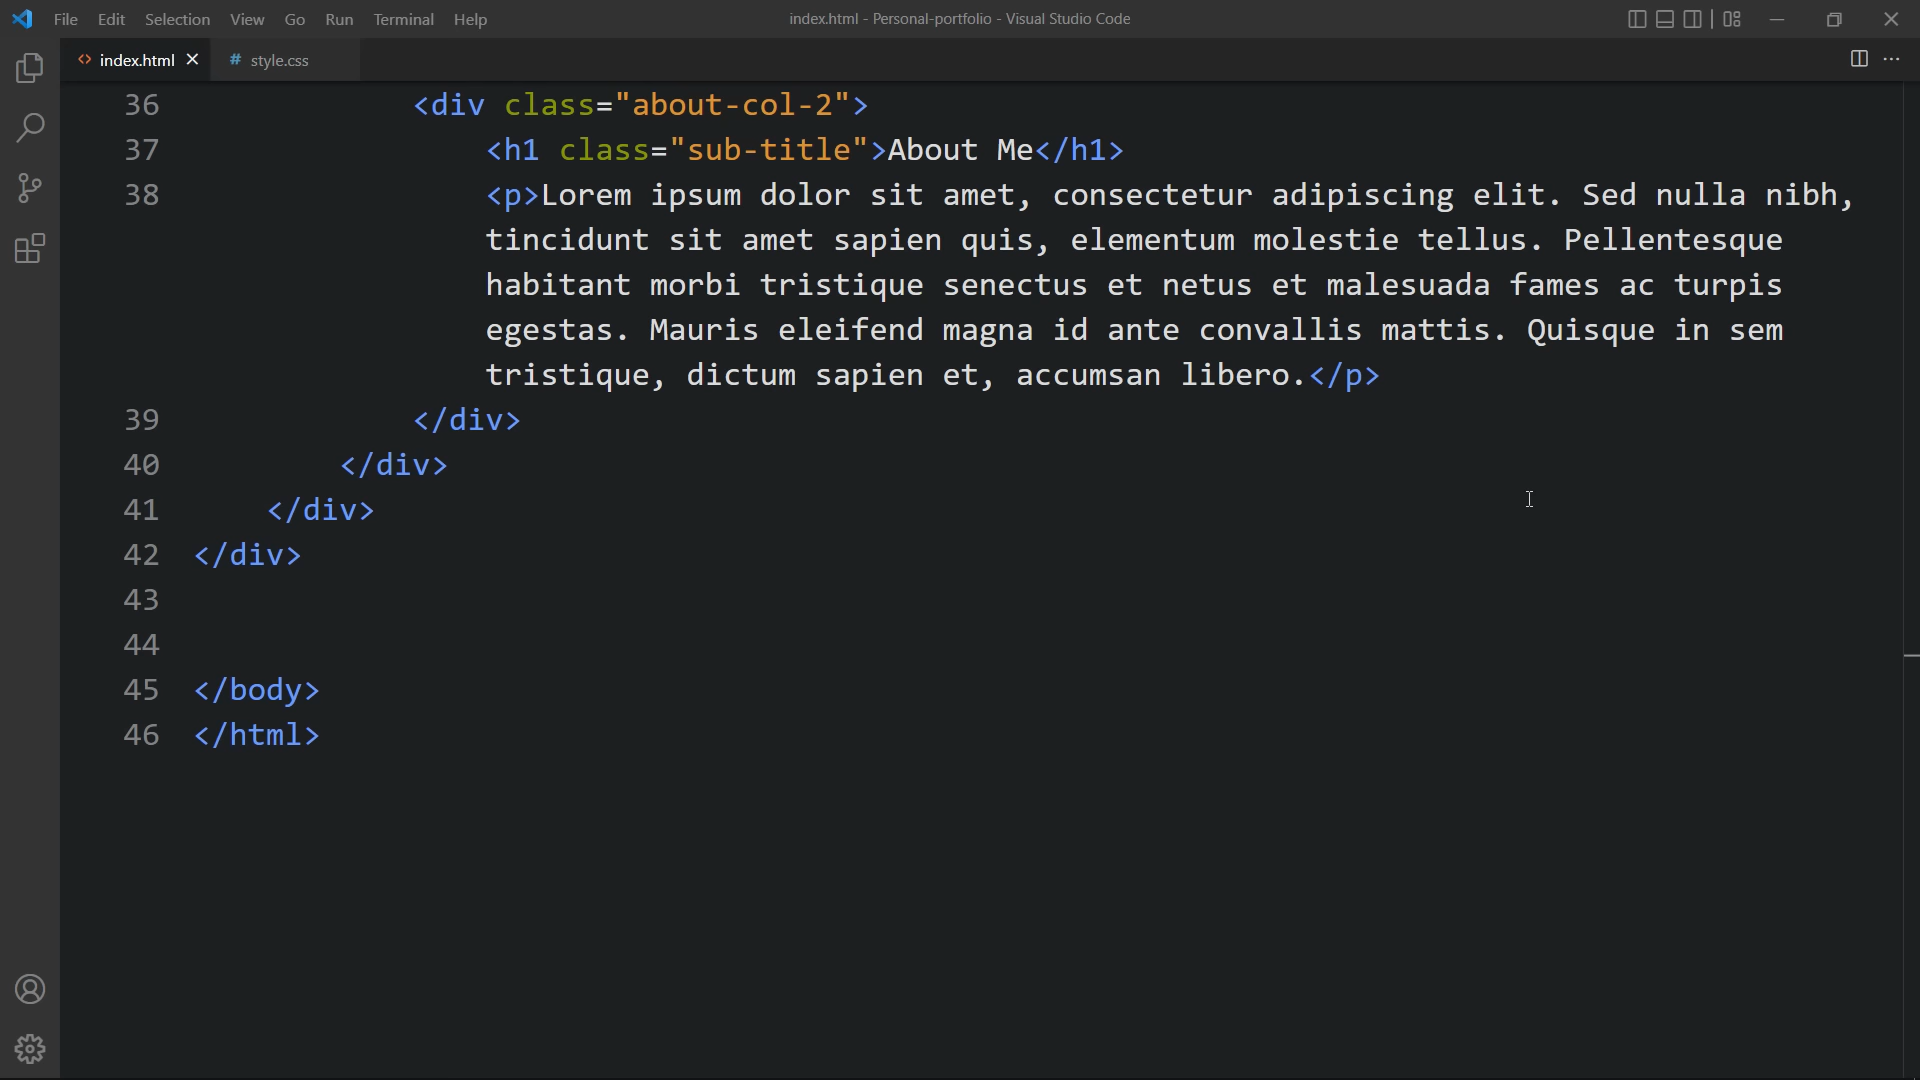 File Edit Selection View Go Run Terminal Help index.html - Personal-portfolio - Visual Studio Code
<> index.html # style.css
36 <div class="about-col-2">
37 <h1 class="sub-title">About Me</h1>
38 <p>Lorem ipsum dolor sit amet, consectetur adipiscing elit. Sed nulla nibh,
tincidunt sit amet sapien quis, elementum molestie tellus. Pellentesque
habitant morbi tristique senectus et netus et malesuada fames ac turpis
egestas. Mauris eleifend magna id ante convallis mattis. Quisque in sem
tristique, dictum sapien et, accumsan libero.</p>
39 </div>
40 </div>
41 </div>
42 </div>
43
44
45 </body>
46 </html>